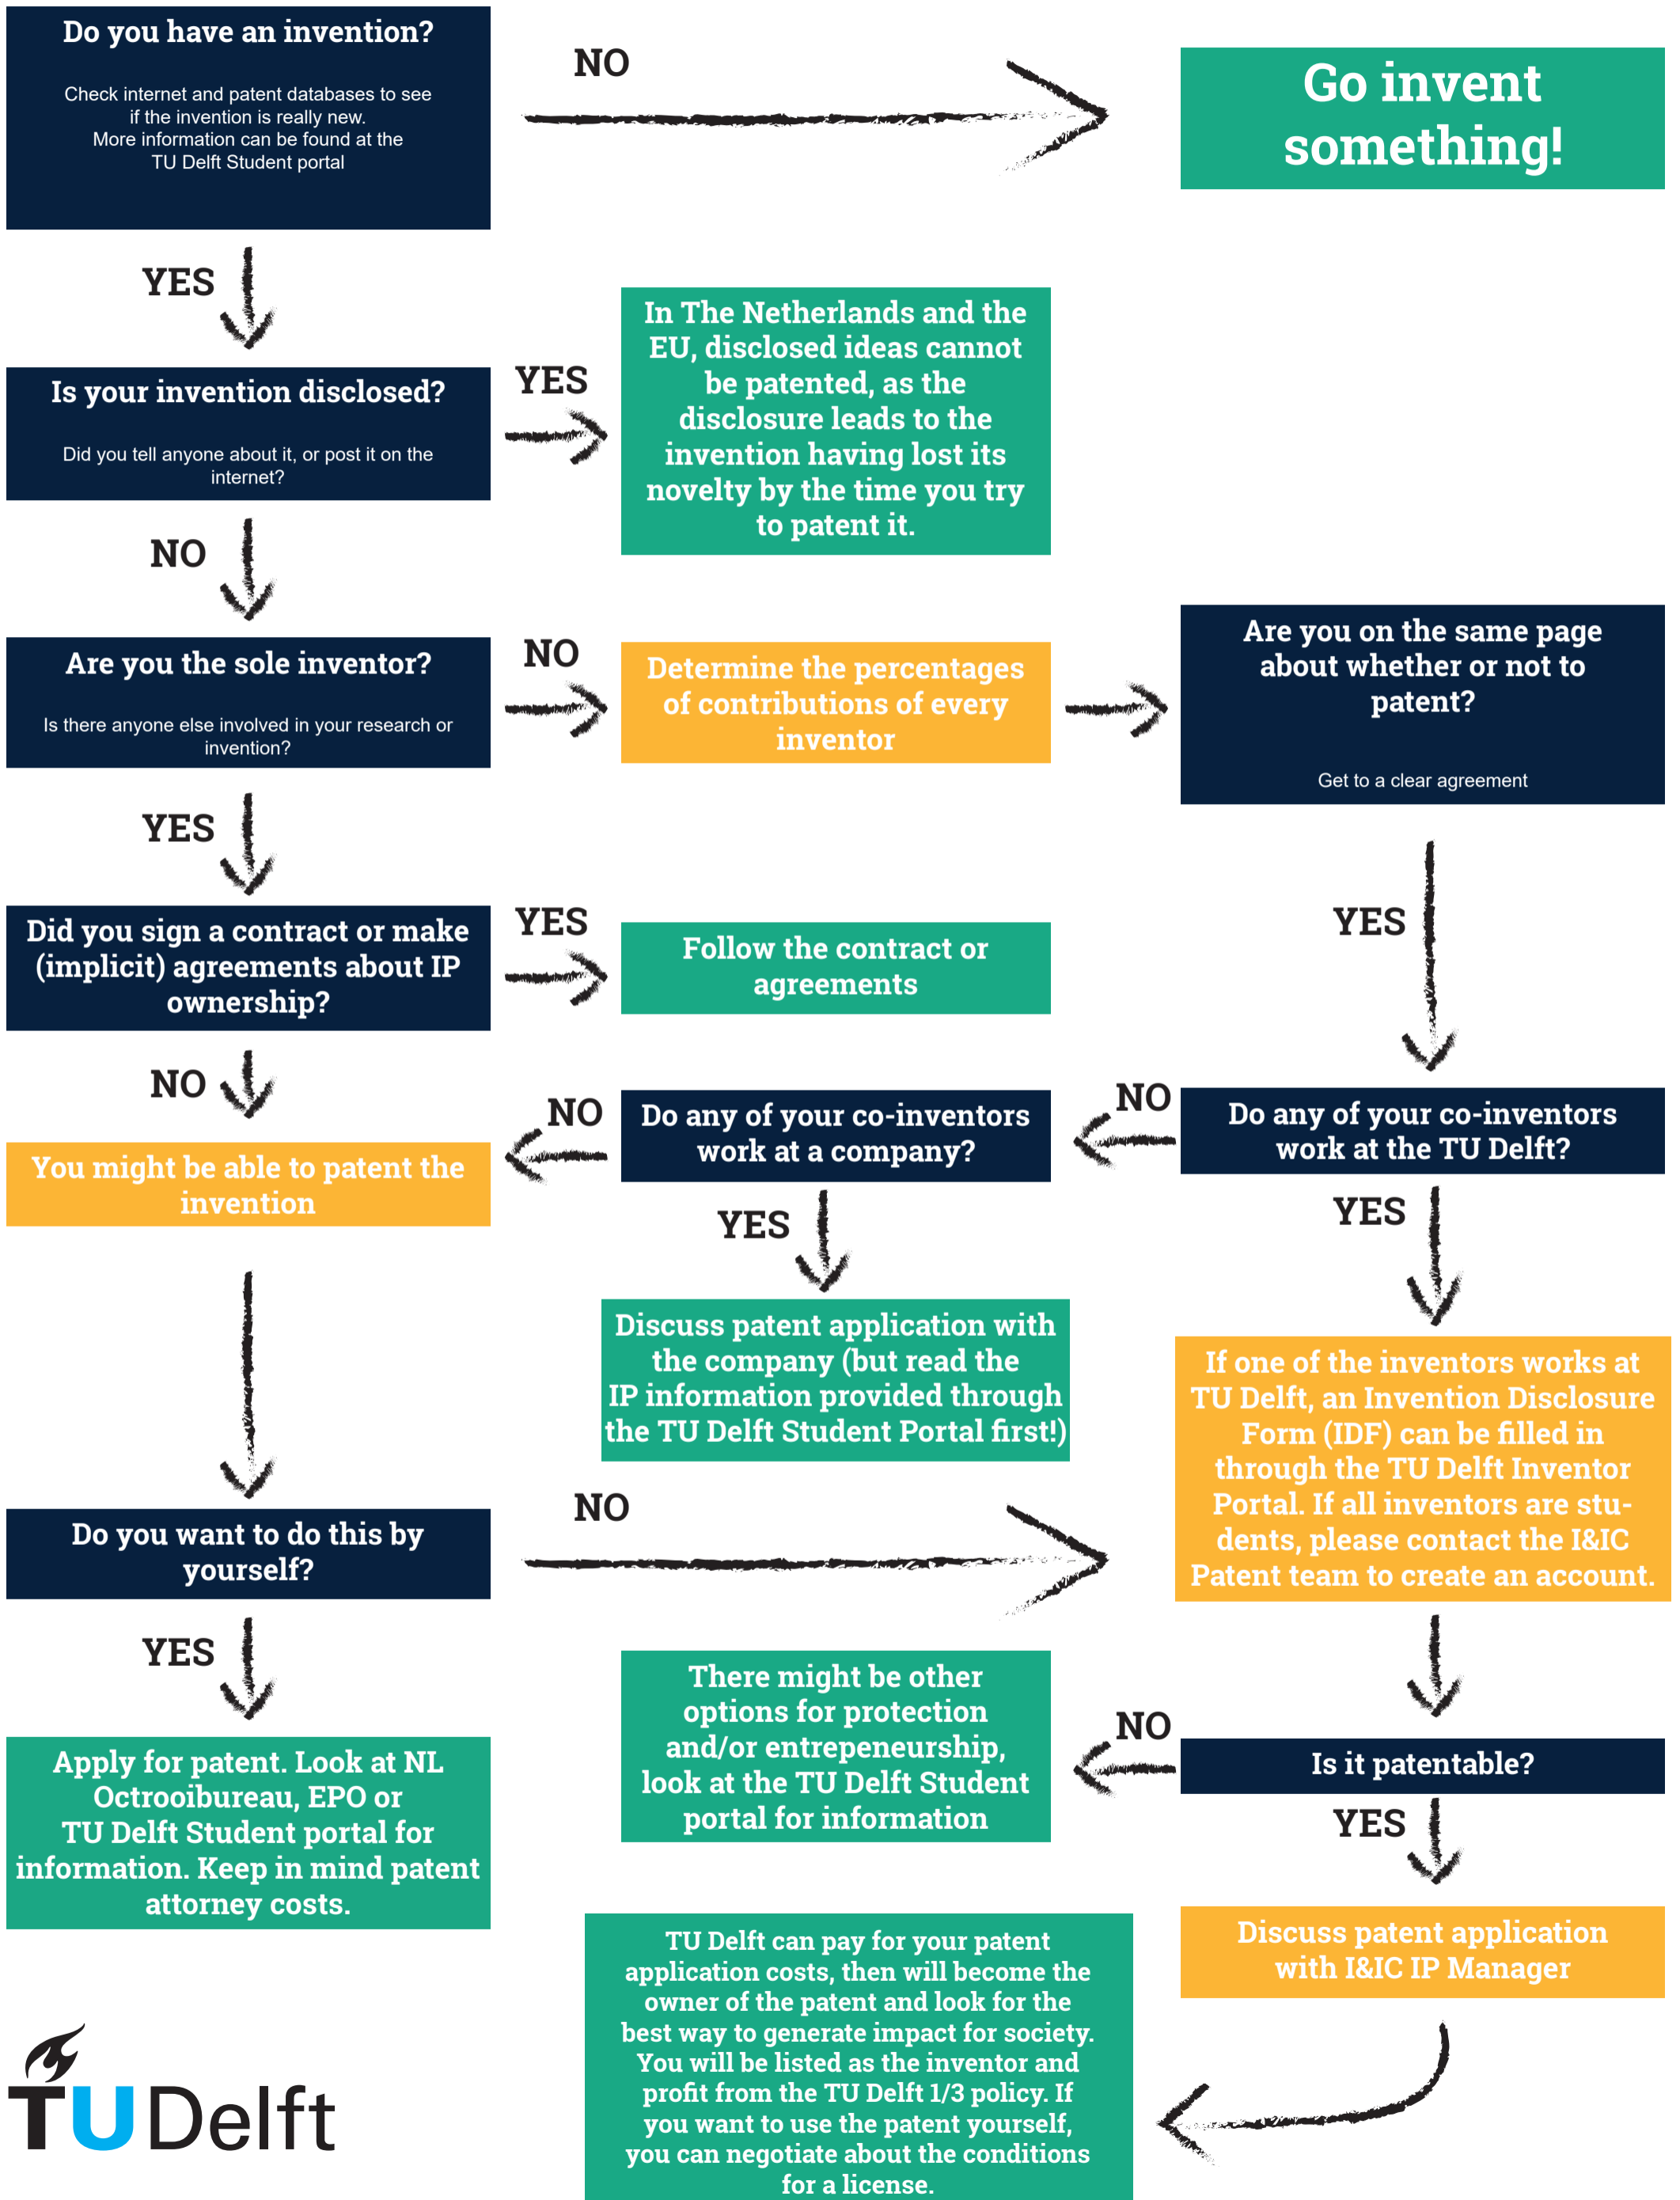 Do you have an invention?
Check internet and patent databases to see
if the invention is really new.
More information can be found at the
TU Delft Student portal
NO
Go invent
something!
YES
Is your invention disclosed?
Did you tell anyone about it, or post it on the
internet?
YES
In The Netherlands and the
EU, disclosed ideas cannot
be patented, as the
disclosure leads to the
invention having lost its
novelty by the time you try
to patent it.
NO
Are you the sole inventor?
Is there anyone else involved in your research or
invention?
NO
Determine the percentages
of contributions of every
inventor
Are you on the same page
about whether or not to
patent?
Get to a clear agreement
YES
Did you sign a contract or make
(implicit) agreements about IP
ownership?
YES
Follow the contract or
agreements
YES
NO
You might be able to patent the
invention
NO
Do any of your co-inventors
work at a company?
NO
Do any of your co-inventors
work at the TU Delft?
YES
Discuss patent application with
the company (but read the
IP information provided through
the TU Delft Student Portal first!)
YES
If one of the inventors works at
TU Delft, an Invention Disclosure
Form (IDF) can be filled in
through the TU Delft Inventor
Portal. If all inventors are stu-
dents, please contact the I&IC
Patent team to create an account.
Do you want to do this by
yourself?
NO
YES
Apply for patent. Look at NL
Octrooibureau, EPO or
TU Delft Student portal for
information. Keep in mind patent
attorney costs.
There might be other
options for protection
and/or entrepeneurship,
look at the TU Delft Student
portal for information
NO
Is it patentable?
YES
Discuss patent application
with I&IC IP Manager
TU Delft can pay for your patent
application costs, then will become the
owner of the patent and look for the
best way to generate impact for society.
You will be listed as the inventor and
profit from the TU Delft 1/3 policy. If
you want to use the patent yourself,
you can negotiate about the conditions
for a license.
TU Delft